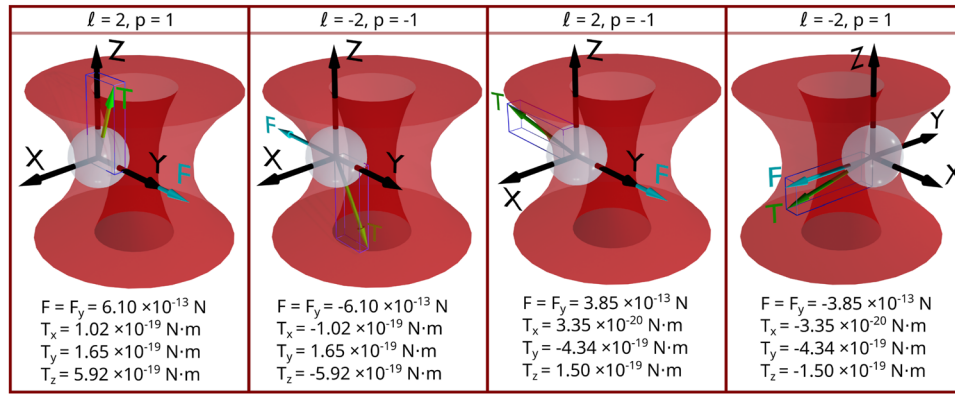 ℓ = 2, p = 1
Z
T
X
Y
F
F = F_y = 6.10 ×10⁻¹³ N
T_x = 1.02 ×10⁻¹⁹ N·m
T_y = 1.65 ×10⁻¹⁹ N·m
T_z = 5.92 ×10⁻¹⁹ N·m
ℓ = -2, p = -1
Z
F
X
Y
T
F = F_y = -6.10 ×10⁻¹³ N
T_x = -1.02 ×10⁻¹⁹ N·m
T_y = 1.65 ×10⁻¹⁹ N·m
T_z = -5.92 ×10⁻¹⁹ N·m
ℓ = 2, p = -1
Z
T
X
Y
F
F = F_y = 3.85 ×10⁻¹³ N
T_x = 3.35 ×10⁻²⁰ N·m
T_y = -4.34 ×10⁻¹⁹ N·m
T_z = 1.50 ×10⁻¹⁹ N·m
ℓ = -2, p = 1
Z
Y
F
X
T
F = F_y = -3.85 ×10⁻¹³ N
T_x = -3.35 ×10⁻²⁰ N·m
T_y = -4.34 ×10⁻¹⁹ N·m
T_z = -1.50 ×10⁻¹⁹ N·m